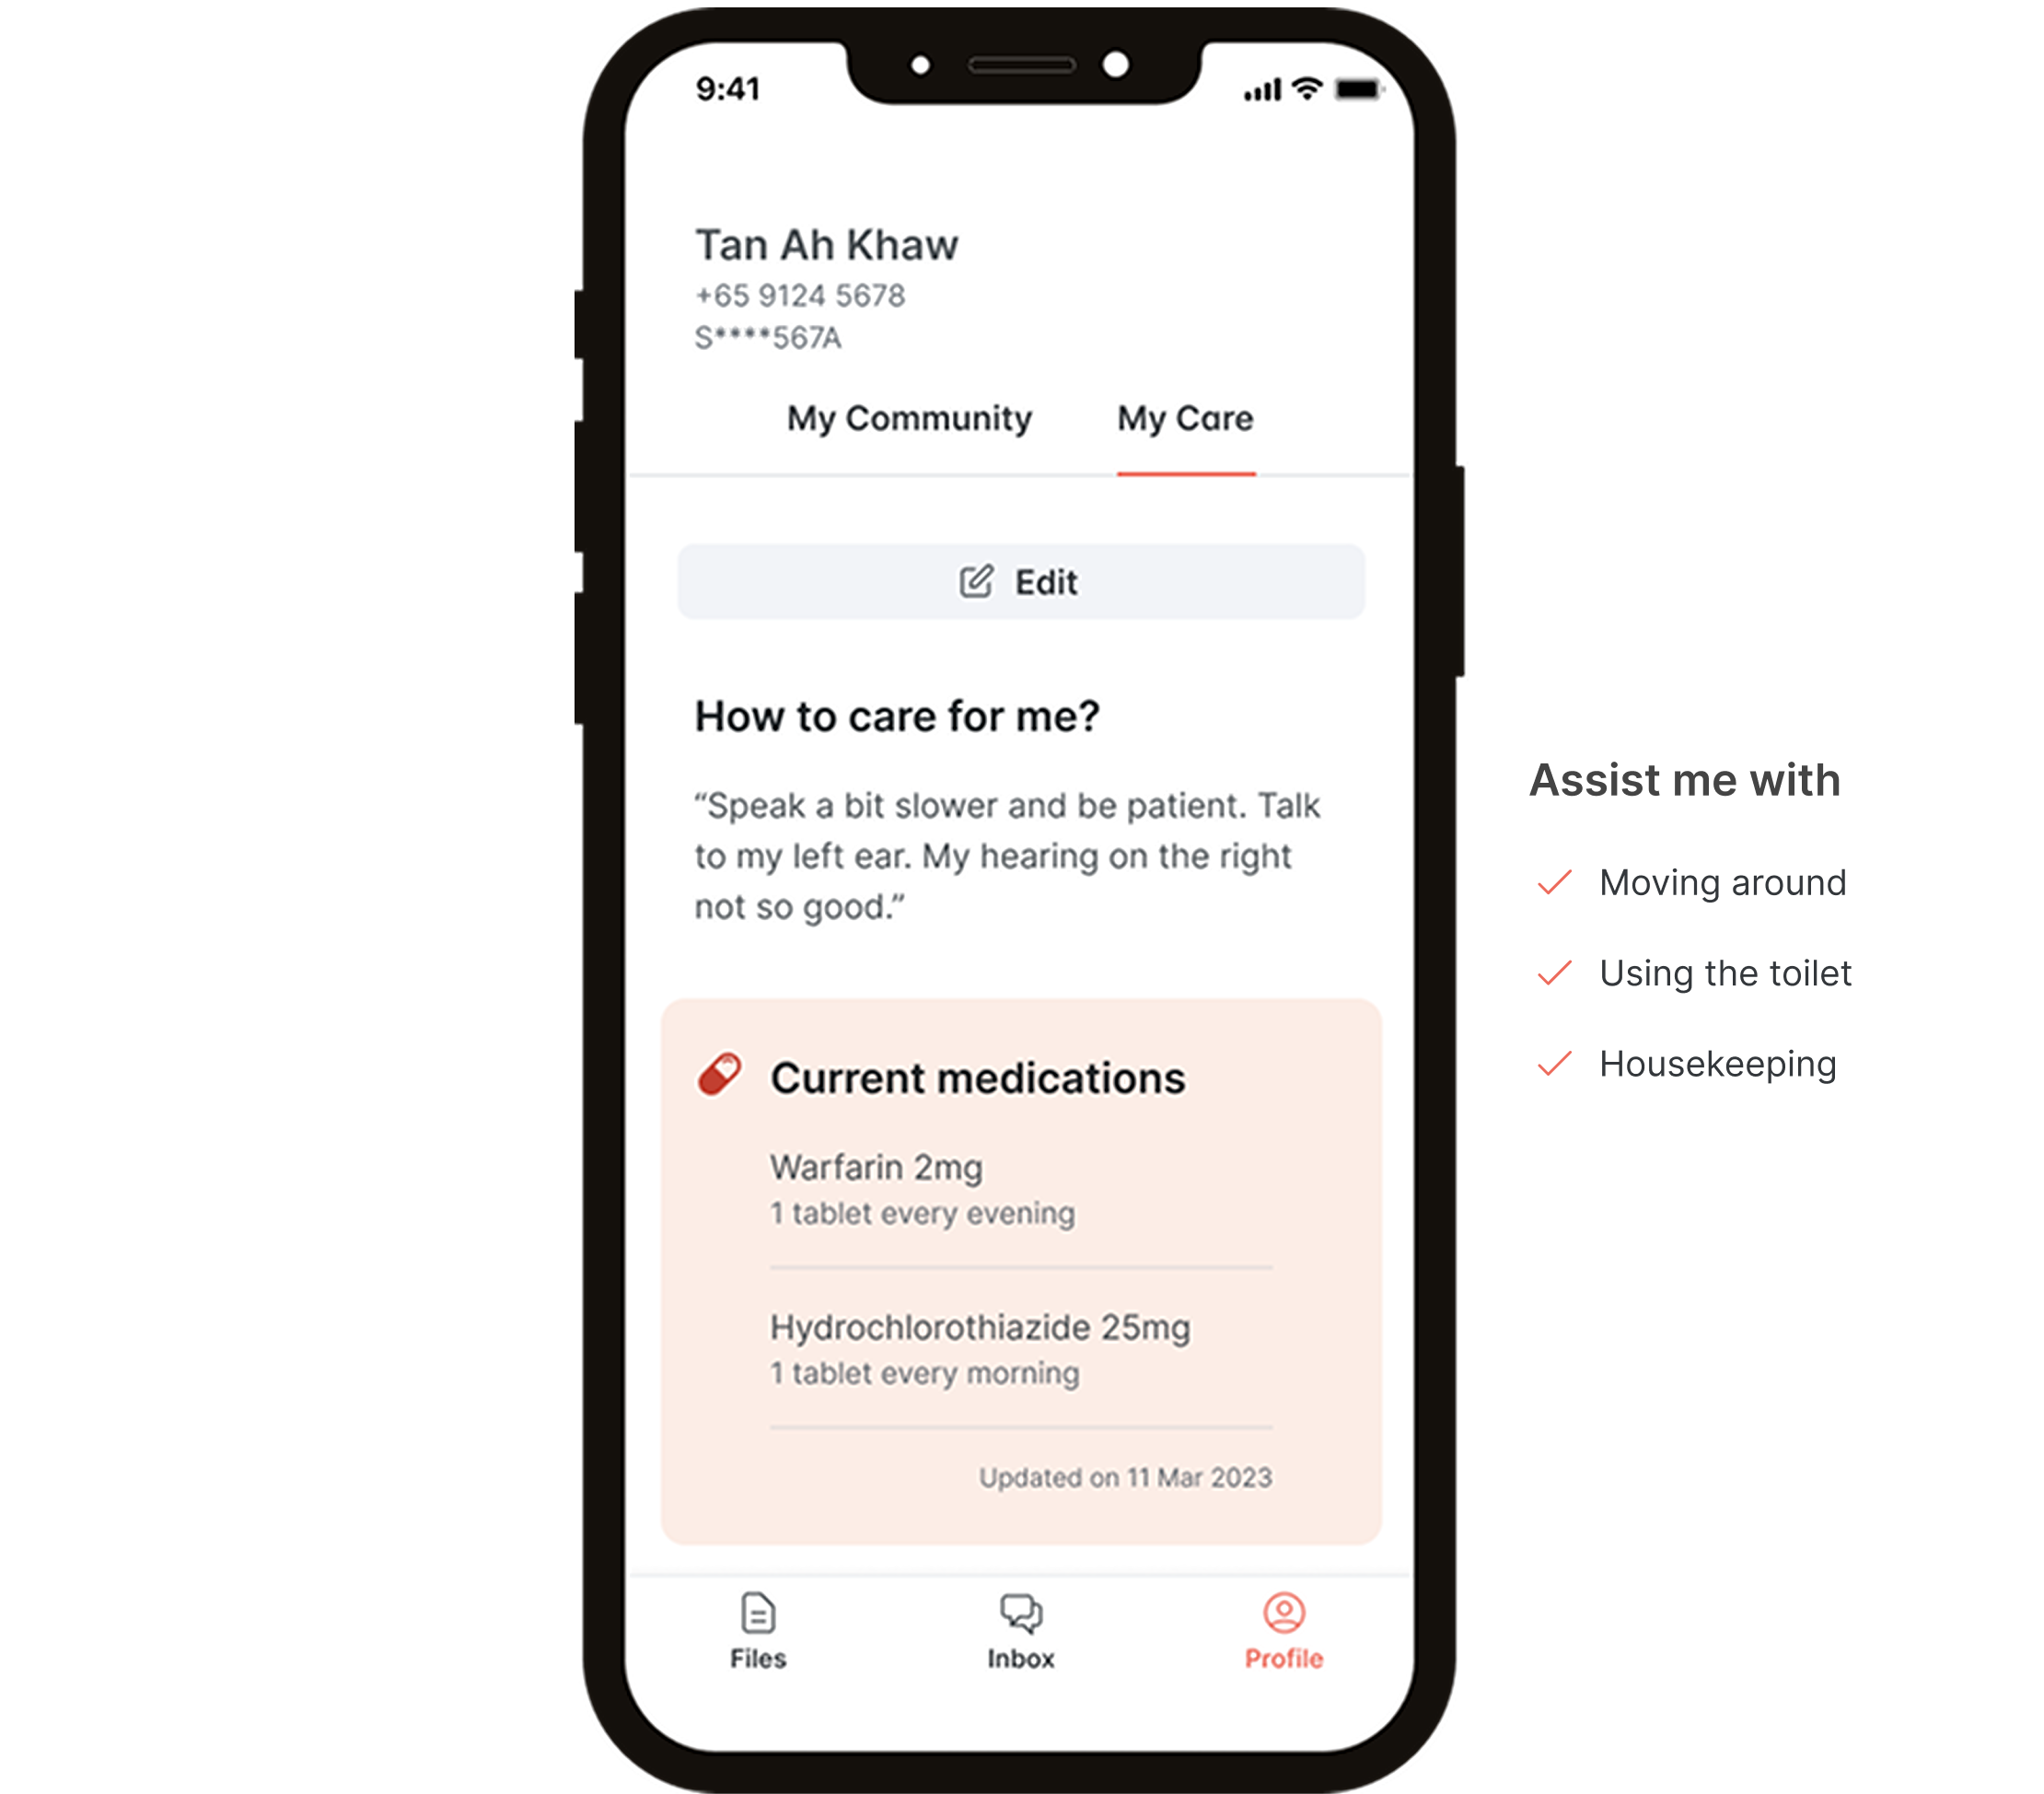 9:41
Tan Ah Khaw
+65 9124 5678
S****567A
My Community
My Care
Edit
How to care for me?
“Speak a bit slower and be patient. Talk
to my left ear. My hearing on the right
not so good.”
Current medications
Warfarin 2mg
1 tablet every evening
Hydrochlorothiazide 25mg
1 tablet every morning
Updated on 11 Mar 2023
Files
Inbox
Profile
Assist me with
Moving around
Using the toilet
Housekeeping